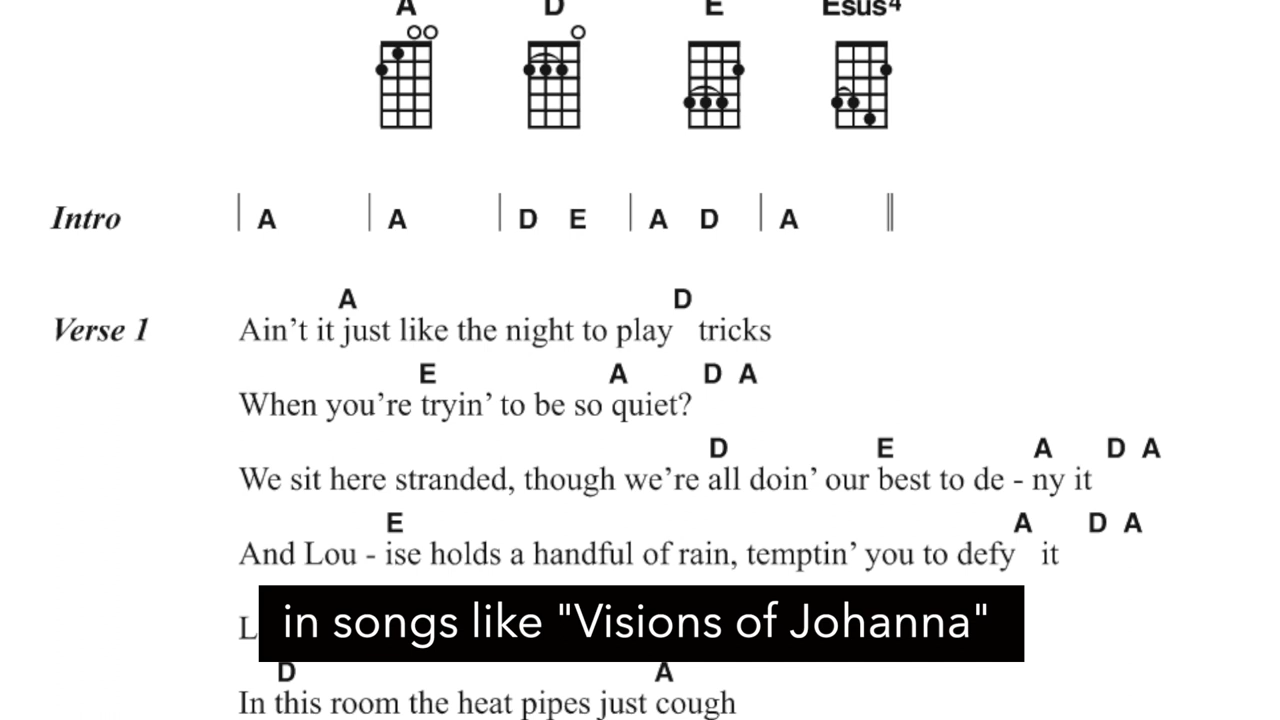 A D E Esus4
Intro A A D E A D A
A D
Verse 1 Ain’t it just like the night to play tricks
E A D A
When you’re tryin’ to be so quiet?
D E A D A
We sit here stranded, though we’re all doin’ our best to de - ny it
E A D A
And Lou - ise holds a handful of rain, temptin’ you to defy it
L
in songs like "Visions of Johanna"
D A
In this room the heat pipes just cough